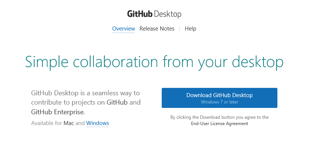 GitHub Desktop
Overview Release Notes Help
Simple collaboration from your desktop
GitHub Desktop is a seamless way to
contribute to projects on GitHub and
GitHub Enterprise.
Available for Mac and Windows
Download GitHub Desktop
Windows 7 or later
By clicking the Download button you agree to the
End-User License Agreement